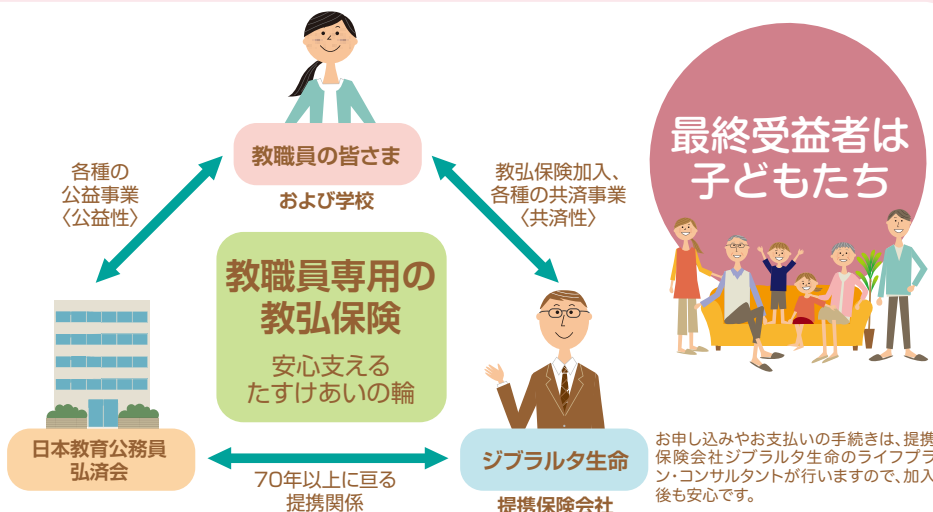 教職員の皆さま
および学校
各種の
公益事業
〈公益性〉
教弘保険加入、
各種の共済事業
〈共済性〉
教職員専用の
教弘保険
安心支える
たすけあいの輪
日本教育公務員
弘済会
70年以上に亘る
提携関係
ジブラルタ生命
提携保険会社
最終受益者は
子どもたち
お申し込みやお支払いの手続きは、提携
保険会社ジブラルタ生命のライフプラ
ン・コンサルタントが行いますので、加入
後も安心です。